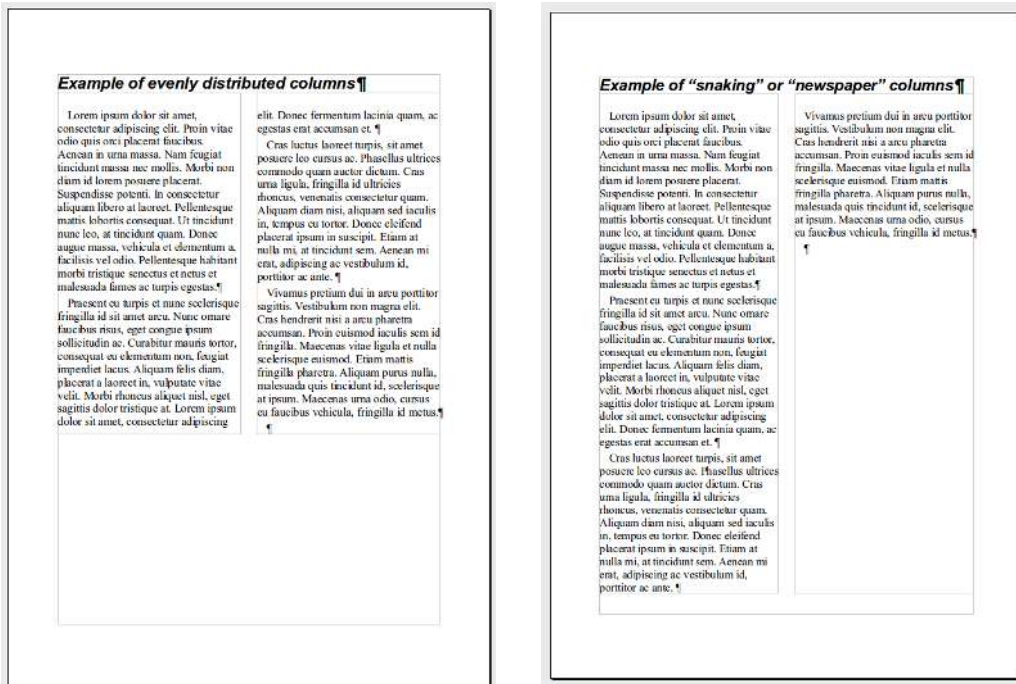 Example of evenly distributed columns¶
Lorem ipsum dolor sit amet,
consectetur adipiscing elit. Proin vitae
odio quis orci placerat faucibus.
Aenean in urna massa. Nam feugiat
tincidunt massa nec mollis. Morbi non
diam id lorem posuere placerat.
Suspendisse potenti. In consectetur
aliquam libero at laoreet. Pellentesque
mattis lobortis consequat. Ut tincidunt
nunc leo, at tincidunt quam. Donec
augue massa, vehicula et elementum a,
facilisis vel odio. Pellentesque habitant
morbi tristique senectus et netus et
malesuada fames ac turpis egestas.¶
Praesent eu turpis et nunc scelerisque
fringilla id sit amet arcu. Nunc ornare
faucibus risus, eget congue ipsum
sollicitudin ac. Curabitur mauris tortor,
consequat eu elementum non, feugiat
imperdiet lacus. Aliquam felis diam,
placerat a laoreet in, vulputate vitae
velit. Morbi rhoncus aliquet nisl, eget
sagittis dolor tristique at. Lorem ipsum
dolor sit amet, consectetur adipiscing
elit. Donec fermentum lacinia quam, ac
egestas erat accumsan et. ¶
Cras luctus laoreet turpis, sit amet
posuere leo cursus ac. Phasellus ultrices
commodo quam auctor dictum. Cras
urna ligula, fringilla id ultricies
rhoncus, venenatis consectetur quam.
Aliquam diam nisi, aliquam sed iaculis
in, tempus eu tortor. Donec eleifend
placerat ipsum in suscipit. Etiam at
nulla mi, at tincidunt sem. Aenean mi
erat, adipiscing ac vestibulum id,
porttitor ac ante. ¶
Vivamus pretium dui in arcu porttitor
sagittis. Vestibulum non magna elit.
Cras hendrerit nisi a arcu pharetra
accumsan. Proin euismod iaculis sem id
fringilla. Maecenas vitae ligula et nulla
scelerisque euismod. Etiam mattis
fringilla pharetra. Aliquam purus nulla,
malesuada quis tincidunt id, scelerisque
at ipsum. Maecenas urna odio, cursus
eu faucibus vehicula, fringilla id metus.¶
¶
Example of “snaking” or “newspaper” columns¶
Lorem ipsum dolor sit amet,
consectetur adipiscing elit. Proin vitae
odio quis orci placerat faucibus.
Aenean in urna massa. Nam feugiat
tincidunt massa nec mollis. Morbi non
diam id lorem posuere placerat.
Suspendisse potenti. In consectetur
aliquam libero at laoreet. Pellentesque
mattis lobortis consequat. Ut tincidunt
nunc leo, at tincidunt quam. Donec
augue massa, vehicula et elementum a,
facilisis vel odio. Pellentesque habitant
morbi tristique senectus et netus et
malesuada fames ac turpis egestas.¶
Praesent eu turpis et nunc scelerisque
fringilla id sit amet arcu. Nunc ornare
faucibus risus, eget congue ipsum
sollicitudin ac. Curabitur mauris tortor,
consequat eu elementum non, feugiat
imperdiet lacus. Aliquam felis diam,
placerat a laoreet in, vulputate vitae
velit. Morbi rhoncus aliquet nisl, eget
sagittis dolor tristique at. Lorem ipsum
dolor sit amet, consectetur adipiscing
elit. Donec fermentum lacinia quam, ac
egestas erat accumsan et. ¶
Cras luctus laoreet turpis, sit amet
posuere leo cursus ac. Phasellus ultrices
commodo quam auctor dictum. Cras
urna ligula, fringilla id ultricies
rhoncus, venenatis consectetur quam.
Aliquam diam nisi, aliquam sed iaculis
in, tempus eu tortor. Donec eleifend
placerat ipsum in suscipit. Etiam at
nulla mi, at tincidunt sem. Aenean mi
erat, adipiscing ac vestibulum id,
porttitor ac ante. ¶
Vivamus pretium dui in arcu porttitor
sagittis. Vestibulum non magna elit.
Cras hendrerit nisi a arcu pharetra
accumsan. Proin euismod iaculis sem id
fringilla. Maecenas vitae ligula et nulla
scelerisque euismod. Etiam mattis
fringilla pharetra. Aliquam purus nulla,
malesuada quis tincidunt id, scelerisque
at ipsum. Maecenas urna odio, cursus
eu faucibus vehicula, fringilla id metus.¶
¶